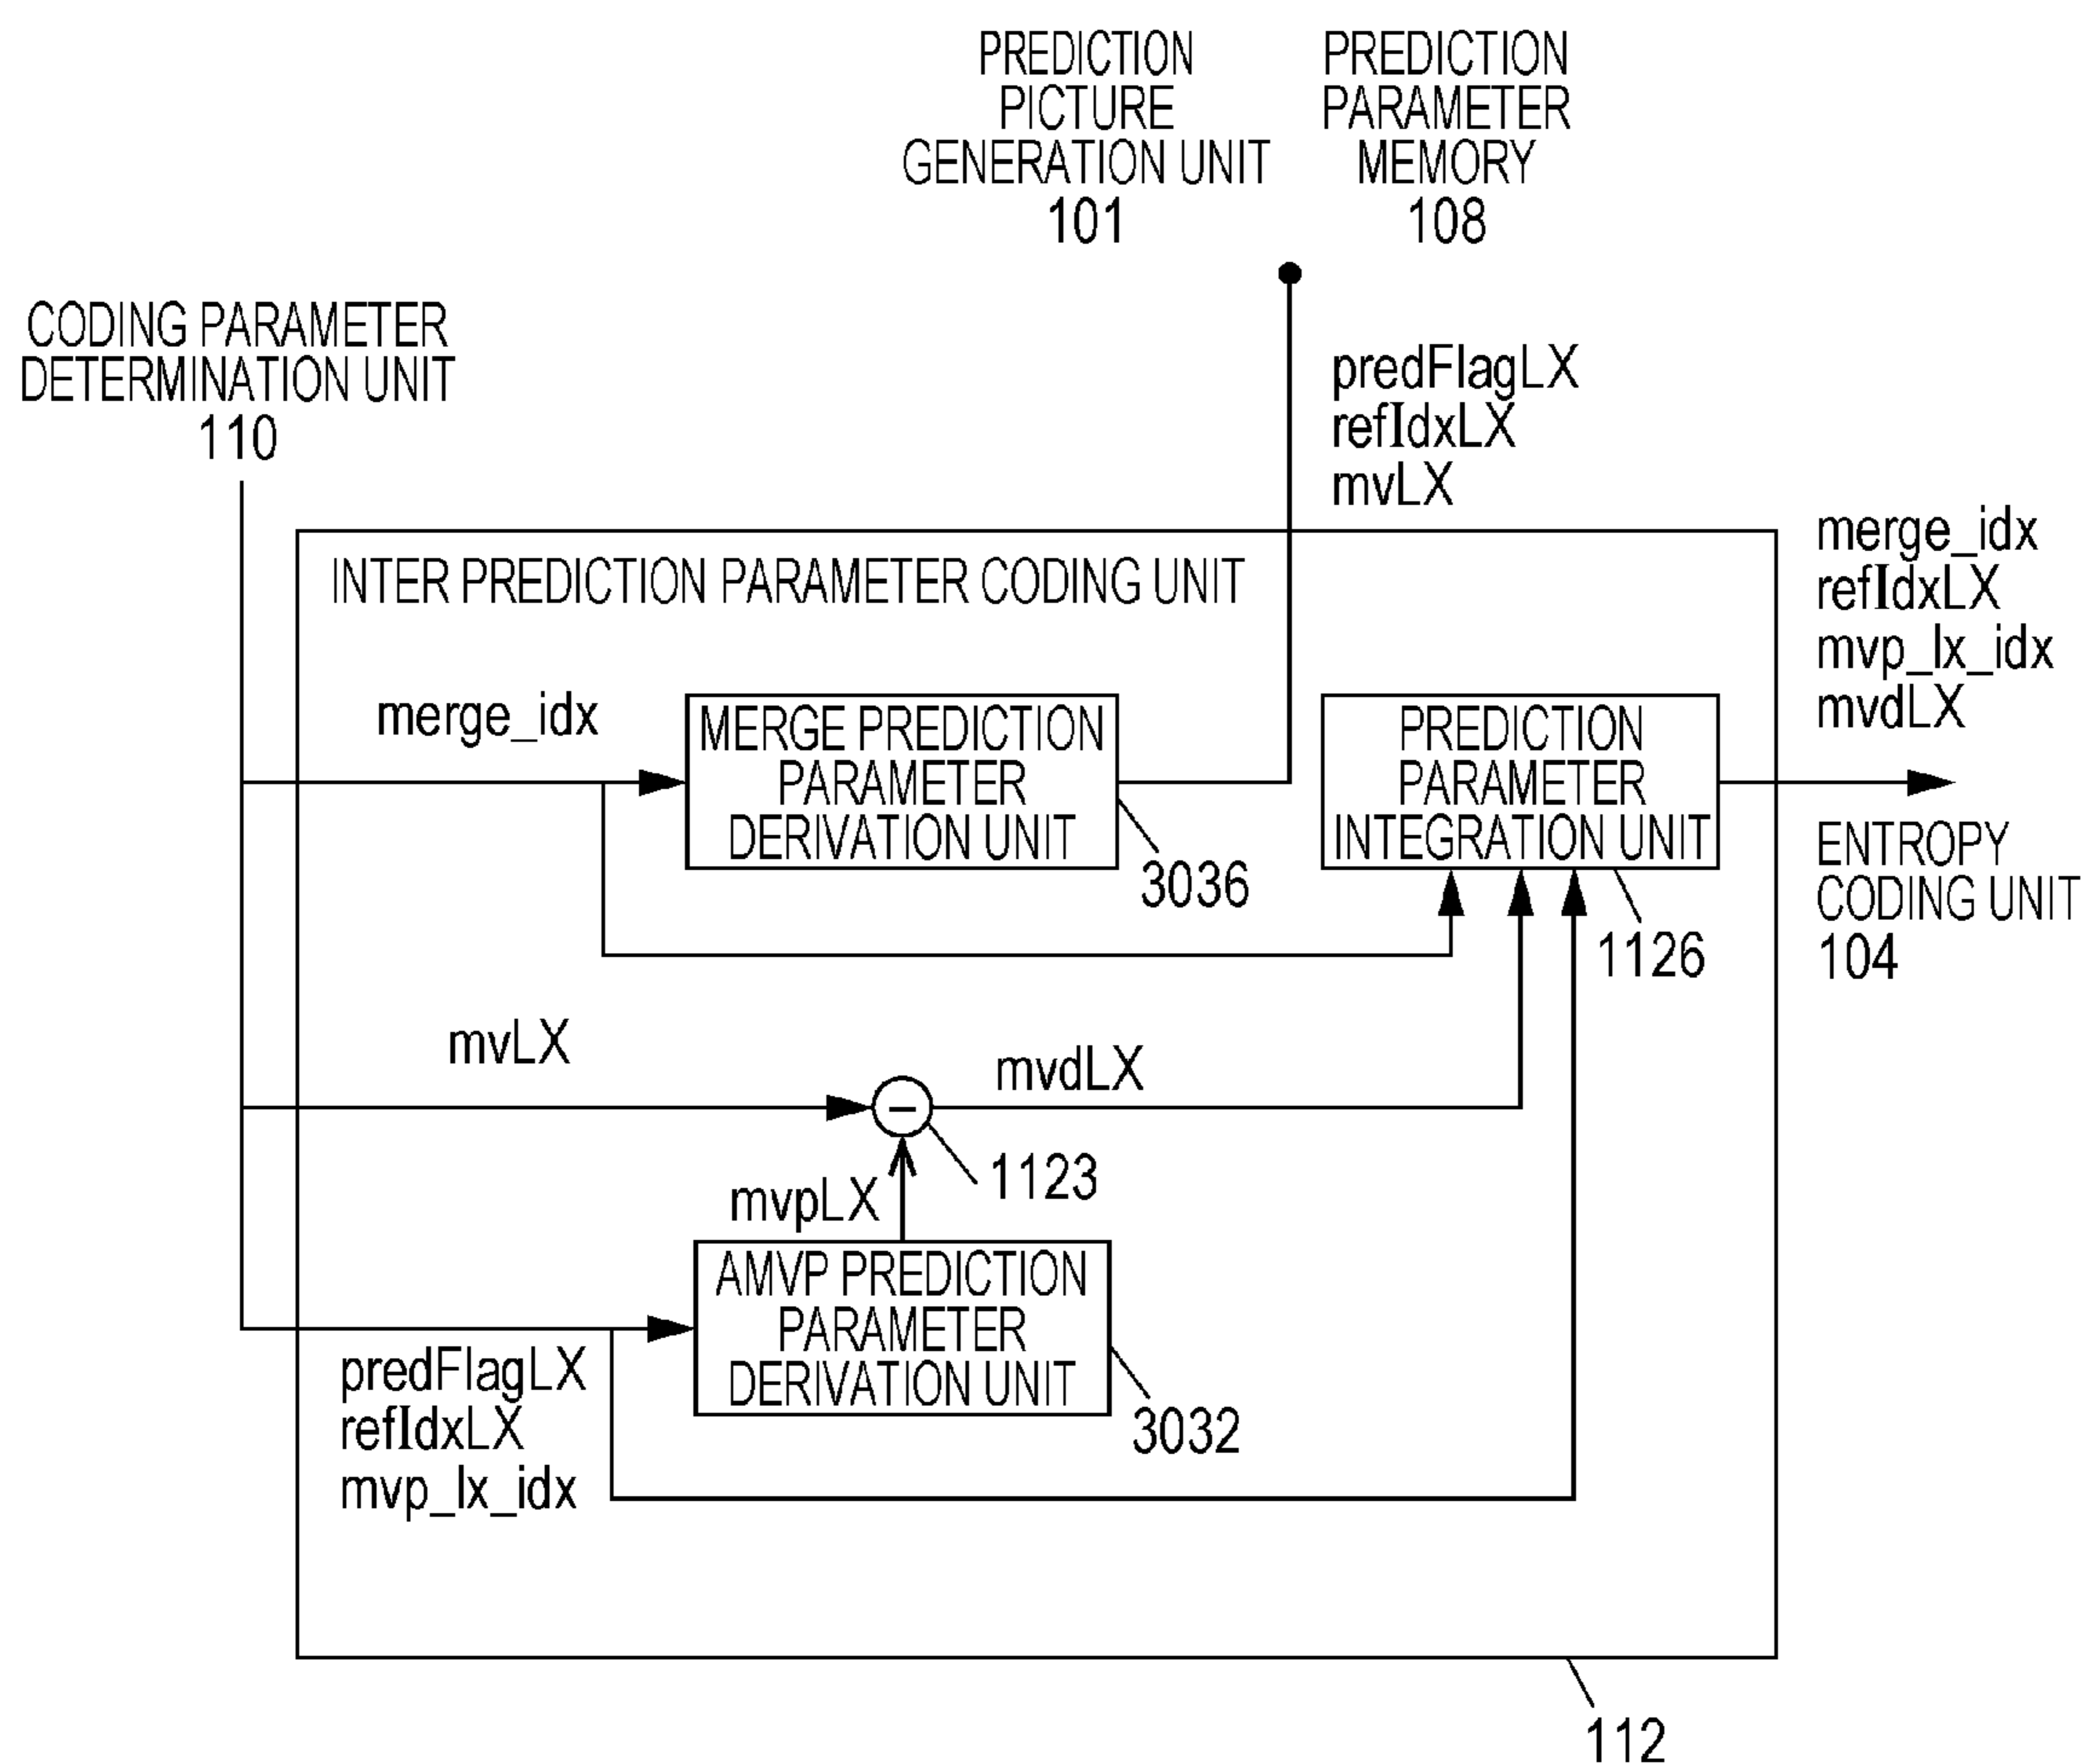 PREDICTION
PICTURE
GENERATION UNIT
101
PREDICTION
PARAMETER
MEMORY
108
CODING PARAMETER
DETERMINATION UNIT
110
predFlagLX
refIdxLX
mvLX
INTER PREDICTION PARAMETER CODING UNIT
merge_idx
refIdxLX
mvp_lx_idx
mvdLX
merge_idx
MERGE PREDICTION
PARAMETER
DERIVATION UNIT
3036
PREDICTION
PARAMETER
INTEGRATION UNIT
1126
ENTROPY
CODING UNIT
104
mvLX
mvdLX
−
1123
mvpLX
AMVP PREDICTION
PARAMETER
DERIVATION UNIT
3032
predFlagLX
refIdxLX
mvp_lx_idx
112